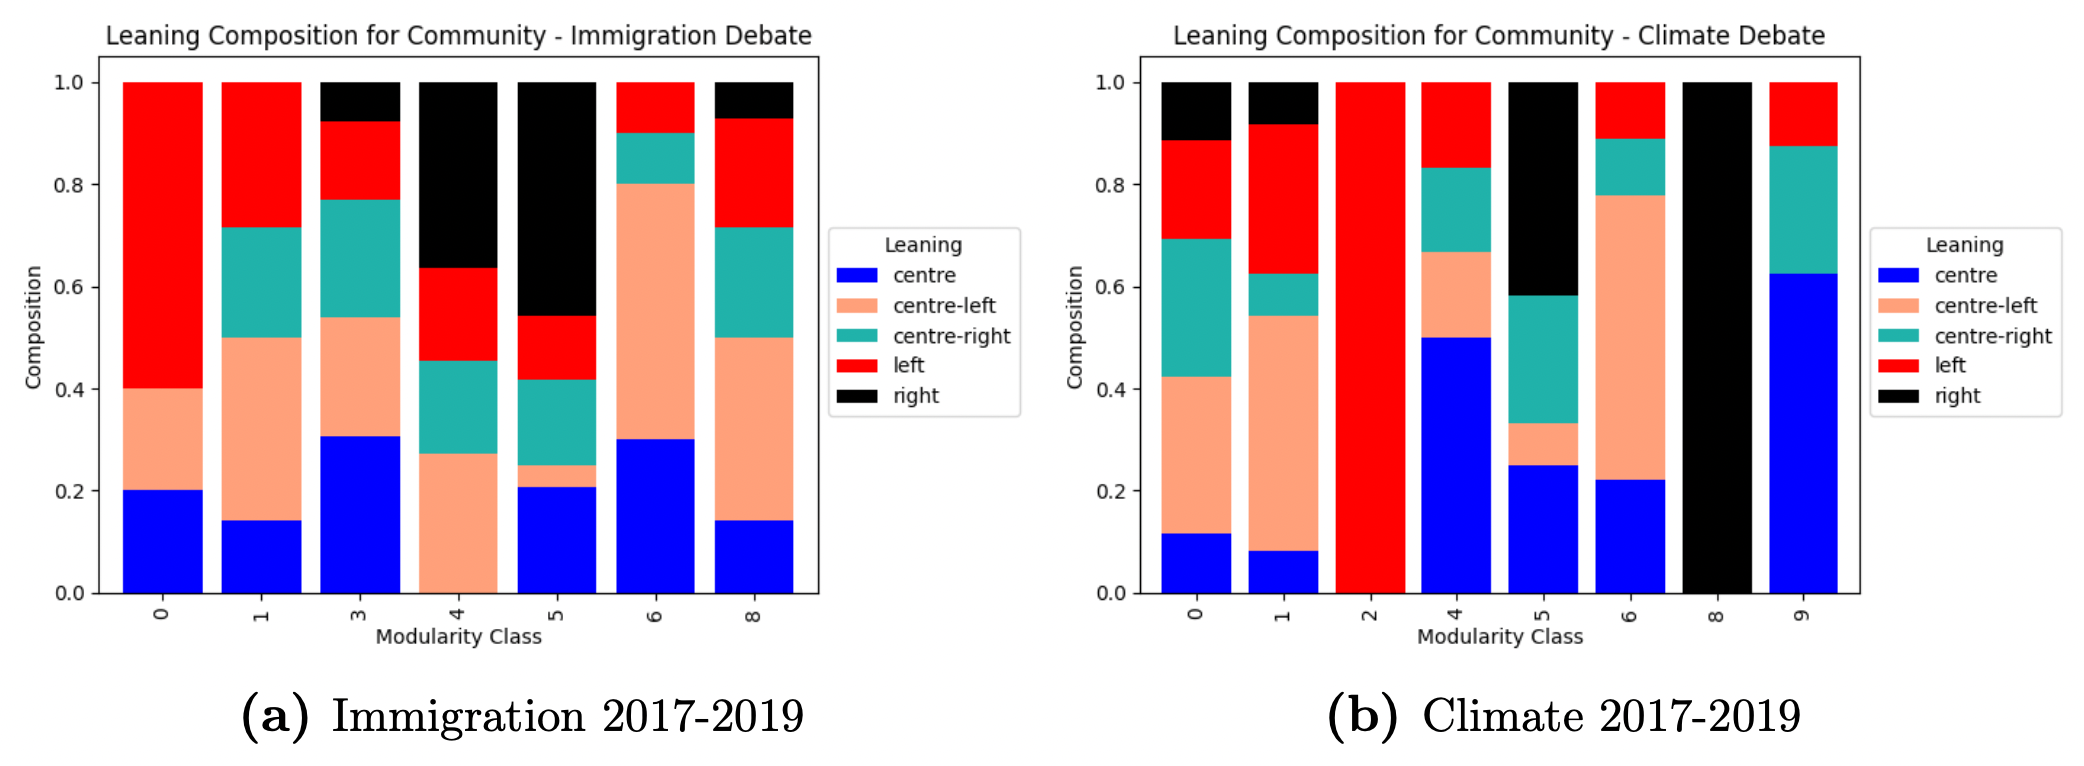 Leaning Composition for Community - Immigration Debate
1.0
0.8
0.6
0.4
0.2
0.0
Composition
0 1 3 4 5 6 8
Modularity Class
Leaning
centre
centre-left
centre-right
left
right
(a) Immigration 2017-2019
Leaning Composition for Community - Climate Debate
1.0
0.8
0.6
0.4
0.2
0.0
Composition
0 1 2 4 5 6 8 9
Modularity Class
Leaning
centre
centre-left
centre-right
left
right
(b) Climate 2017-2019